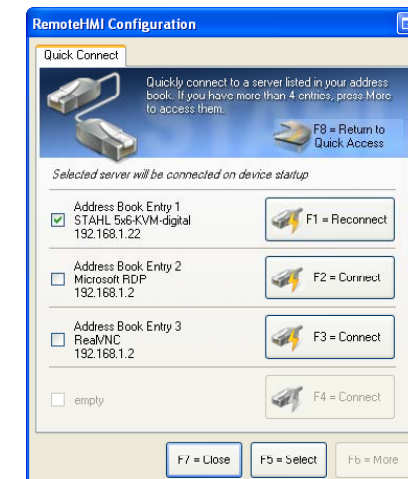 RemoteHMI Configuration
Quick Connect
Quickly connect to a server listed in your address
book. If you have more than 4 entries, press More
to access them.
F8 = Return to
Quick Access
Selected server will be connected on device startup
Address Book Entry 1
STAHL 5x6-KVM-digital
192.168.1.22
F1 = Reconnect
Address Book Entry 2
Microsoft RDP
192.168.1.2
F2 = Connect
Address Book Entry 3
RealVNC
192.168.1.2
F3 = Connect
empty
F4 = Connect
F7 = Close
F5 = Select
F6 = More